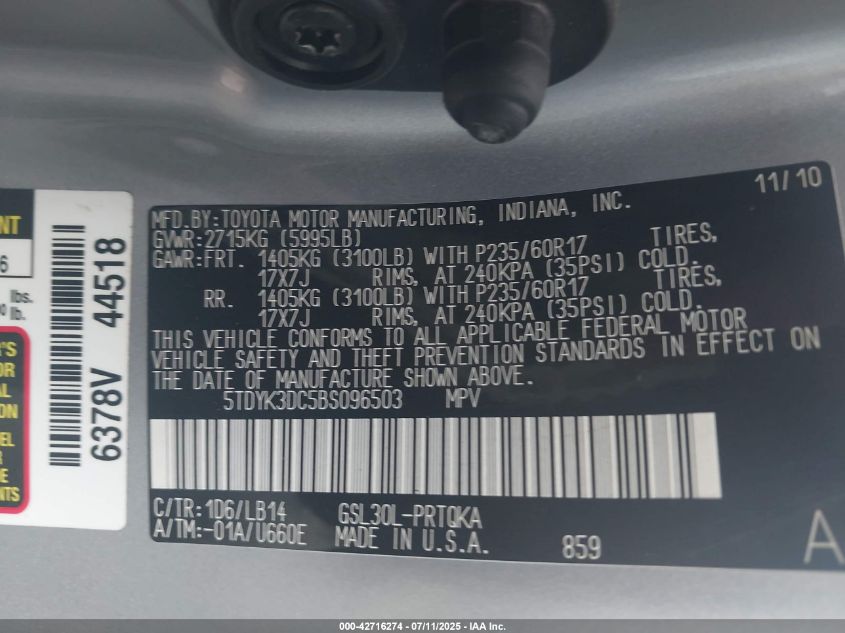 11/10
MFD.BY:TOYOTA MOTOR MANUFACTURING, INDIANA, INC.
GVWR:2715KG (5995LB)
GAWR:FRT. 1405KG (3100LB) WITH P235/60R17 TIRES,
17X7J RIMS, AT 240KPA (35PSI) COLD.
RR. 1405KG (3100LB) WITH P235/60R17 TIRES,
17X7J RIMS, AT 240KPA (35PSI) COLD.
THIS VEHICLE CONFORMS TO ALL APPLICABLE FEDERAL MOTOR
VEHICLE SAFETY AND THEFT PREVENTION STANDARDS IN EFFECT ON
THE DATE OF MANUFACTURE SHOWN ABOVE.
5TDYK3DC5BS096503 MPV
C/TR:1D6/LB14 GSL30L-PRTQKA
A/TM:-01A/U660E MADE IN U.S.A. 859
A
6378V 44518
6
lbs.
lb.
000-42716274 - 07/11/2025 - IAA Inc.